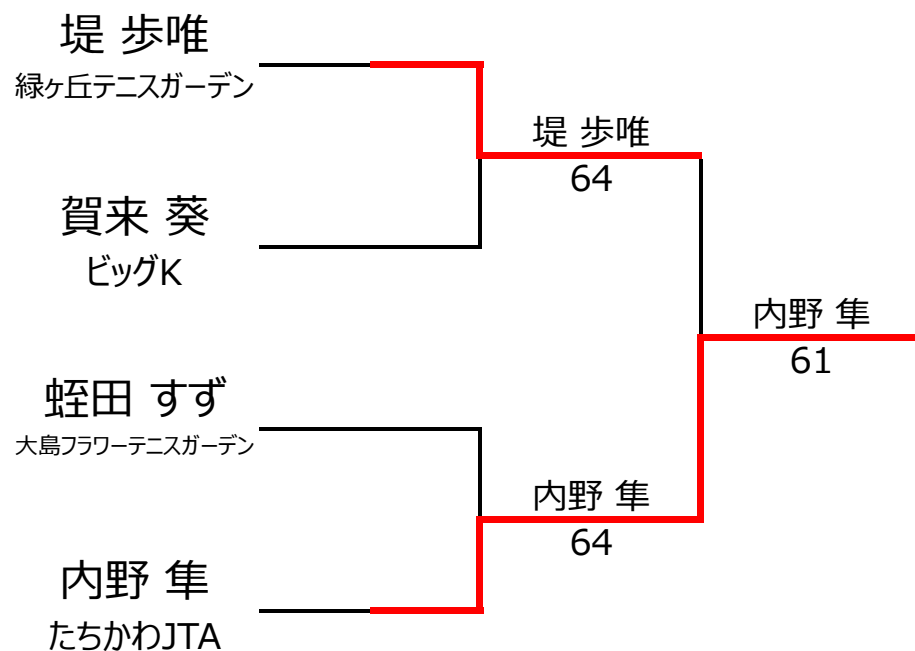 堤 歩唯
緑ヶ丘テニスガーデン
賀来 葵
ビッグK
蛭田 すず
大島フラワーテニスガーデン
内野 隼
たちかわJTA
堤 歩唯
64
内野 隼
64
内野 隼
61